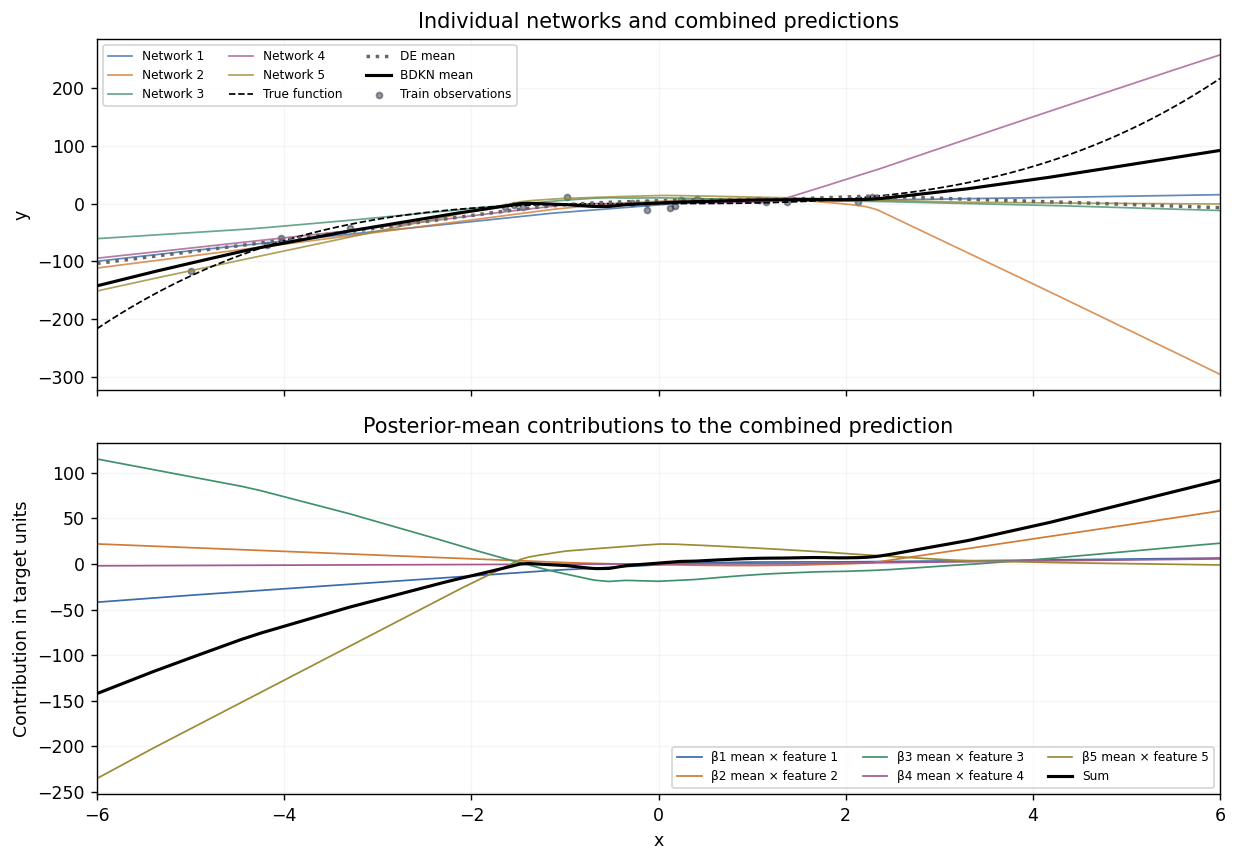 Individual networks and combined predictions
Network 1
Network 2
Network 3
Network 4
Network 5
True function
DE mean
BDKN mean
Train observations
y
200
100
0
−100
−200
−300
Posterior-mean contributions to the combined prediction
Contribution in target units
100
50
0
−50
−100
−150
−200
−250
β1 mean × feature 1
β2 mean × feature 2
β3 mean × feature 3
β4 mean × feature 4
β5 mean × feature 5
Sum
−6 −4 −2 0 2 4 6
x